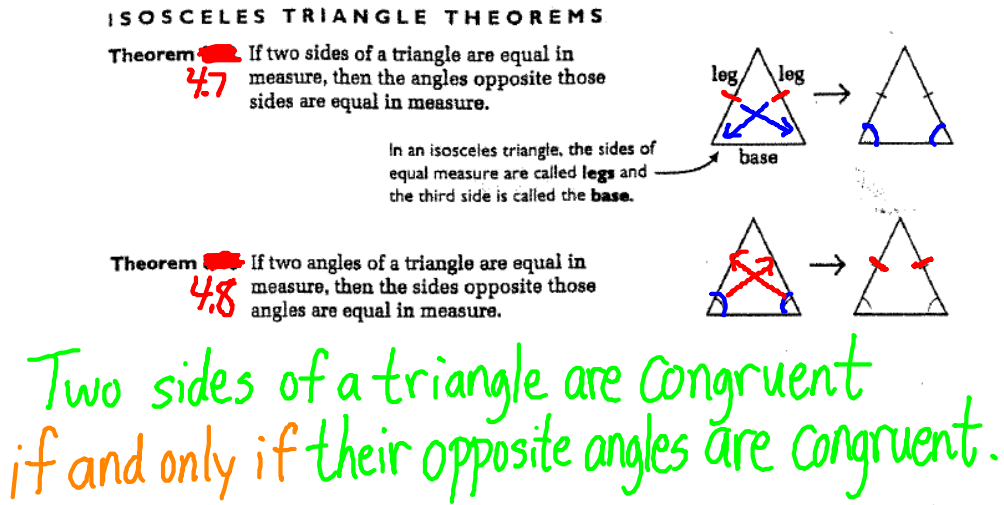 ISOSCELES TRIANGLE THEOREMS
Theorem If two sides of a triangle are equal in
4.7 measure, then the angles opposite those
sides are equal in measure.
leg leg
base
In an isosceles triangle, the sides of
equal measure are called legs and
the third side is called the base.
Theorem If two angles of a triangle are equal in
4.8 measure, then the sides opposite those
angles are equal in measure.
Two sides of a triangle are congruent
if and only if their opposite angles are congruent.